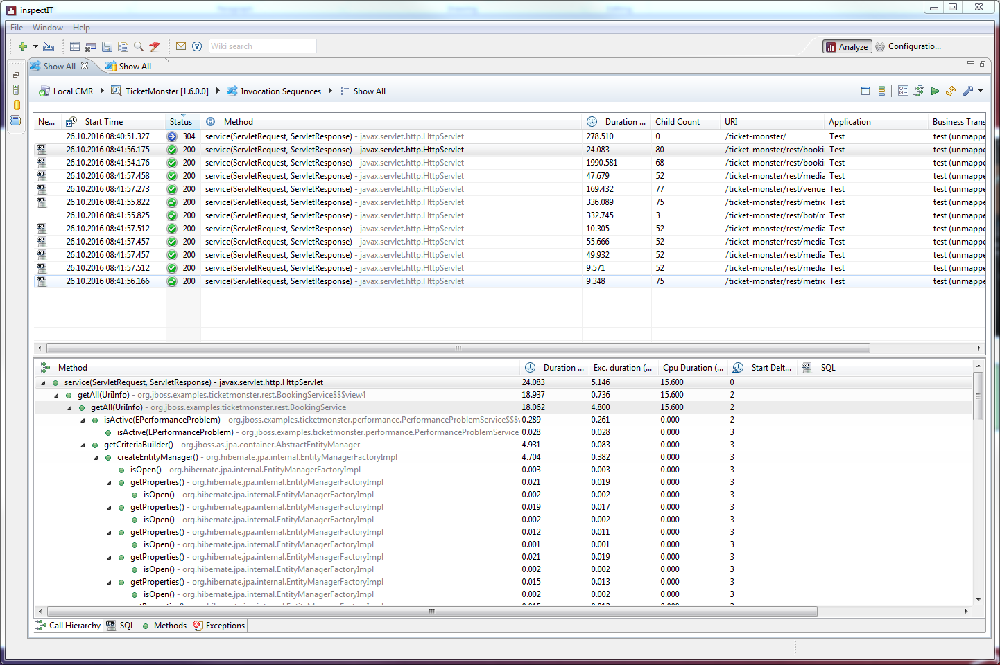 inspectIT
File Window Help
Wiki search
Analyze Configuratio...
Show All Show All
Local CMR TicketMonster [1.6.0.0] Invocation Sequences Show All
Ne... Start Time Status Method Duration ... Child Count URI Application Business Trans
26.10.2016 08:40:51.327 304 service(ServletRequest, ServletResponse) - javax.servlet.http.HttpServlet 278.510 0 /ticket-monster/ Test test (unmappe
26.10.2016 08:41:56.175 200 service(ServletRequest, ServletResponse) - javax.servlet.http.HttpServlet 24.083 80 /ticket-monster/rest/booki Test test (unmappe
26.10.2016 08:41:54.176 200 service(ServletRequest, ServletResponse) - javax.servlet.http.HttpServlet 1990.581 68 /ticket-monster/rest/booki Test test (unmappe
26.10.2016 08:41:57.458 200 service(ServletRequest, ServletResponse) - javax.servlet.http.HttpServlet 47.679 52 /ticket-monster/rest/media Test test (unmappe
26.10.2016 08:41:57.273 200 service(ServletRequest, ServletResponse) - javax.servlet.http.HttpServlet 169.432 77 /ticket-monster/rest/venue Test test (unmappe
26.10.2016 08:41:55.822 200 service(ServletRequest, ServletResponse) - javax.servlet.http.HttpServlet 336.089 75 /ticket-monster/rest/metric Test test (unmappe
26.10.2016 08:41:55.825 200 service(ServletRequest, ServletResponse) - javax.servlet.http.HttpServlet 332.745 3 /ticket-monster/rest/bot/m Test test (unmappe
26.10.2016 08:41:57.512 200 service(ServletRequest, ServletResponse) - javax.servlet.http.HttpServlet 10.305 52 /ticket-monster/rest/media Test test (unmappe
26.10.2016 08:41:57.457 200 service(ServletRequest, ServletResponse) - javax.servlet.http.HttpServlet 55.666 52 /ticket-monster/rest/media Test test (unmappe
26.10.2016 08:41:57.457 200 service(ServletRequest, ServletResponse) - javax.servlet.http.HttpServlet 49.932 52 /ticket-monster/rest/media Test test (unmappe
26.10.2016 08:41:57.512 200 service(ServletRequest, ServletResponse) - javax.servlet.http.HttpServlet 9.571 52 /ticket-monster/rest/media Test test (unmappe
26.10.2016 08:41:56.166 200 service(ServletRequest, ServletResponse) - javax.servlet.http.HttpServlet 9.348 75 /ticket-monster/rest/metric Test test (unmappe
Method Duration ... Exc. duration (... Cpu Duration (... Start Delt... SQL
service(ServletRequest, ServletResponse) - javax.servlet.http.HttpServlet 24.083 5.146 15.600 0
getAll(UriInfo) - org.jboss.examples.ticketmonster.rest.BookingService$$$view4 18.937 0.736 15.600 2
getAll(UriInfo) - org.jboss.examples.ticketmonster.rest.BookingService 18.062 4.800 15.600 2
isActive(EPerformanceProblem) - org.jboss.examples.ticketmonster.performance.PerformanceProblemService$$$v 0.289 0.261 0.000 2
isActive(EPerformanceProblem) - org.jboss.examples.ticketmonster.performance.PerformanceProblemService 0.028 0.028 0.000 3
getCriteriaBuilder() - org.jboss.as.jpa.container.AbstractEntityManager 4.931 0.083 0.000 3
createEntityManager() - org.hibernate.jpa.internal.EntityManagerFactoryImpl 4.704 0.382 0.000 3
isOpen() - org.hibernate.jpa.internal.EntityManagerFactoryImpl 0.003 0.003 0.000 3
getProperties() - org.hibernate.jpa.internal.EntityManagerFactoryImpl 0.021 0.019 0.000 3
isOpen() - org.hibernate.jpa.internal.EntityManagerFactoryImpl 0.002 0.002 0.000 3
getProperties() - org.hibernate.jpa.internal.EntityManagerFactoryImpl 0.019 0.017 0.000 3
isOpen() - org.hibernate.jpa.internal.EntityManagerFactoryImpl 0.002 0.002 0.000 3
getProperties() - org.hibernate.jpa.internal.EntityManagerFactoryImpl 0.012 0.011 0.000 3
isOpen() - org.hibernate.jpa.internal.EntityManagerFactoryImpl 0.001 0.001 0.000 3
getProperties() - org.hibernate.jpa.internal.EntityManagerFactoryImpl 0.021 0.019 0.000 3
isOpen() - org.hibernate.jpa.internal.EntityManagerFactoryImpl 0.002 0.002 0.000 3
getProperties() - org.hibernate.jpa.internal.EntityManagerFactoryImpl 0.015 0.013 0.000 3
isOpen() - org.hibernate.jpa.internal.EntityManagerFactoryImpl 0.002 0.002 0.000 3
Call Hierarchy SQL Methods Exceptions